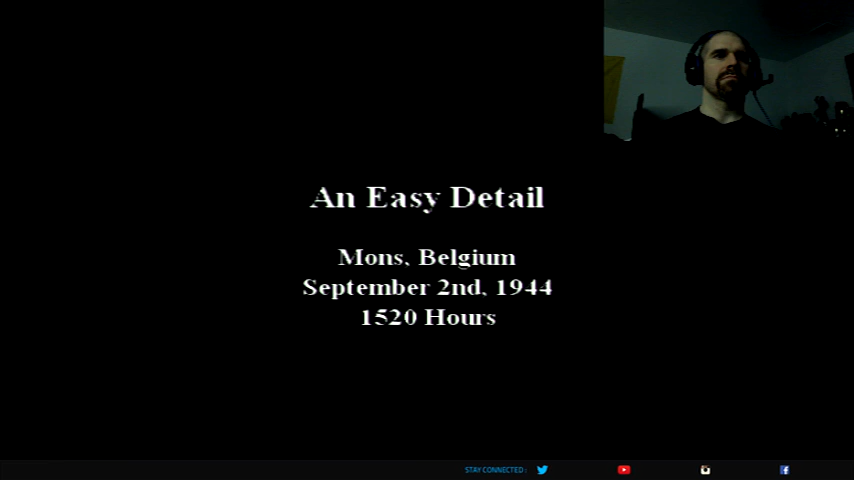 An Easy Detail
Mons, Belgium
September 2nd, 1944
1520 Hours
STAY CONNECTED :